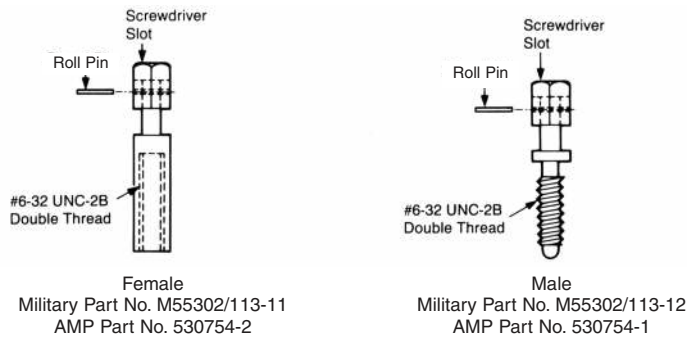 Screwdriver
Slot
Roll Pin
#6-32 UNC-2B
Double Thread
Female
Military Part No. M55302/113-11
AMP Part No. 530754-2
Screwdriver
Slot
Roll Pin
#6-32 UNC-2B
Double Thread
Male
Military Part No. M55302/113-12
AMP Part No. 530754-1